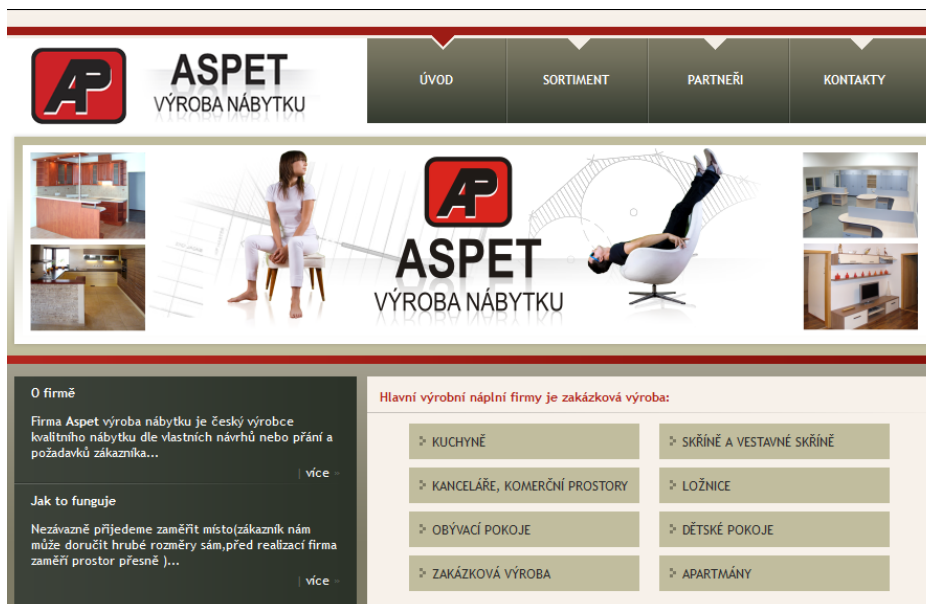 AP
ASPET
VÝROBA NÁBYTKU
ÚVOD
SORTIMENT
PARTNEŘI
KONTAKTY
AP
ASPET
VÝROBA NÁBYTKU
O firmě
Firma Aspet výroba nábytku je český výrobce
kvalitního nábytku dle vlastních návrhů nebo přání a
požadavků zákazníka...
| více »
Jak to funguje
Nezávazně přijedeme zaměřit místo(zákazník nám
může doručit hrubé rozměry sám,před realizací firma
zaměří prostor přesně )...
| více »
Hlavní výrobní náplní firmy je zakázková výroba:
KUCHYNĚ
SKŘÍNĚ A VESTAVNÉ SKŘÍNĚ
KANCELÁŘE, KOMERČNÍ PROSTORY
LOŽNICE
OBÝVACÍ POKOJE
DĚTSKÉ POKOJE
ZAKÁZKOVÁ VÝROBA
APARTMÁNY